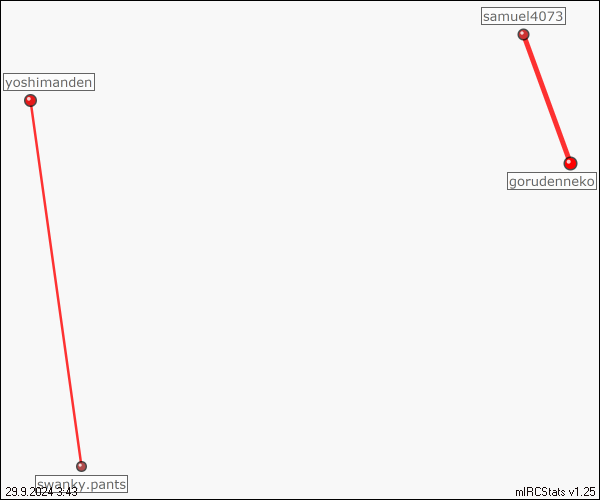 samuel4073
yoshimanden
gorudenneko
swanky.pants
29.9.2024 3:43
mIRCStats v1.25